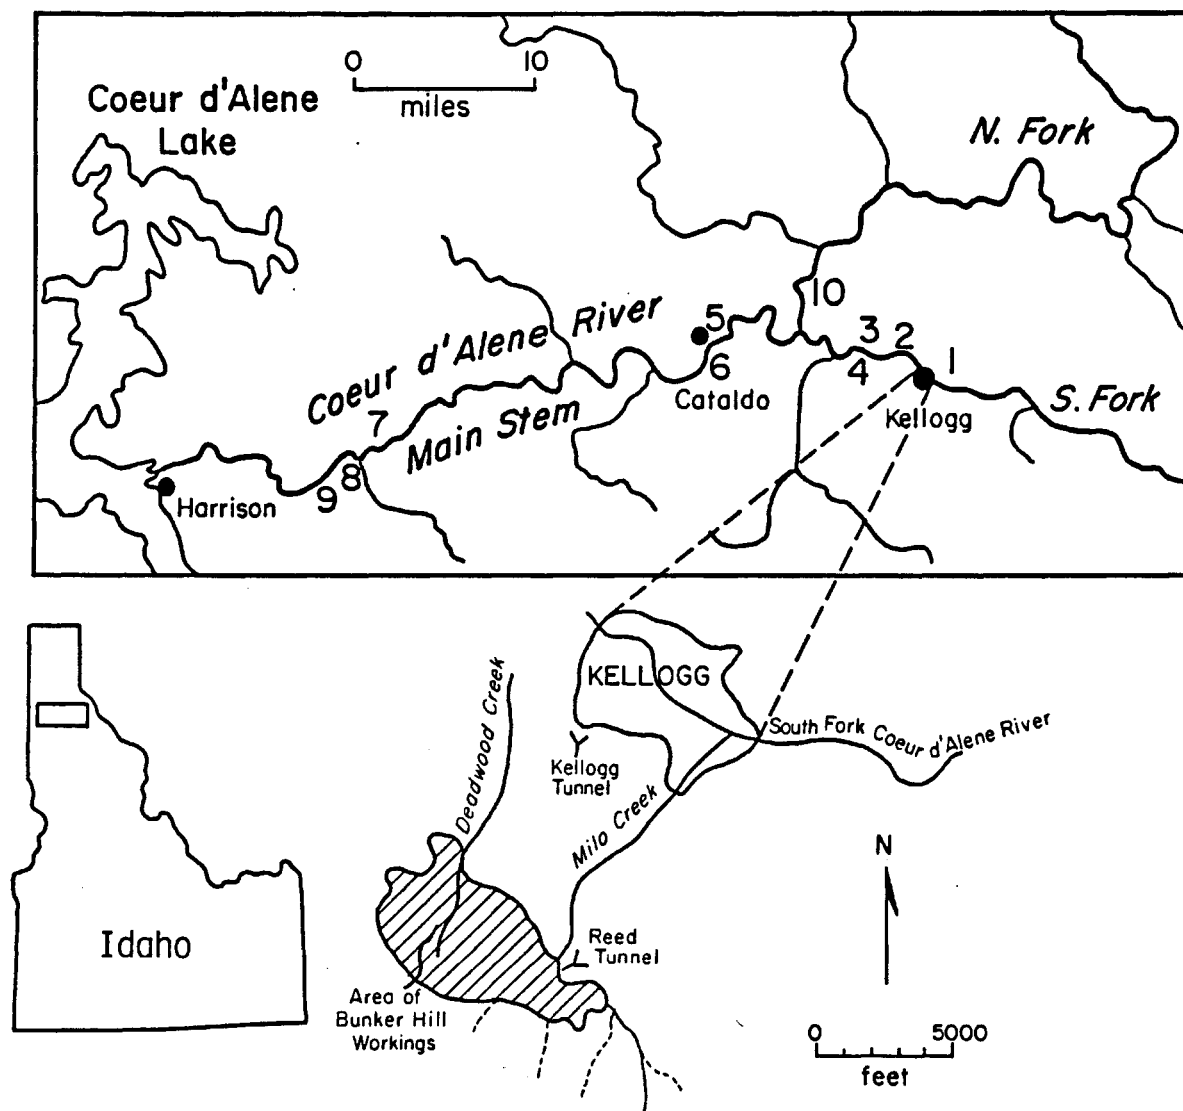 0 10
miles
Coeur d'Alene
Lake
N. Fork
10
Coeur d'Alene River
5
6
3
2
4
1
Cataldo
Kellogg
S. Fork
7
Main Stem
8
9
Harrison
KELLOGG
Deadwood Creek
South Fork Coeur d'Alene River
Kellogg
Tunnel
Milo Creek
N
Idaho
Reed
Tunnel
Area of
Bunker Hill
Workings
0 5000
feet